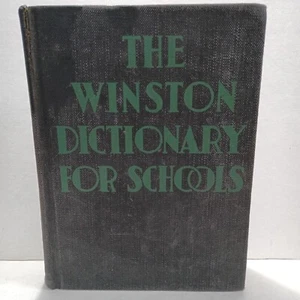 THE
WINSTON
DICTIONARY
FOR SCHOOLS